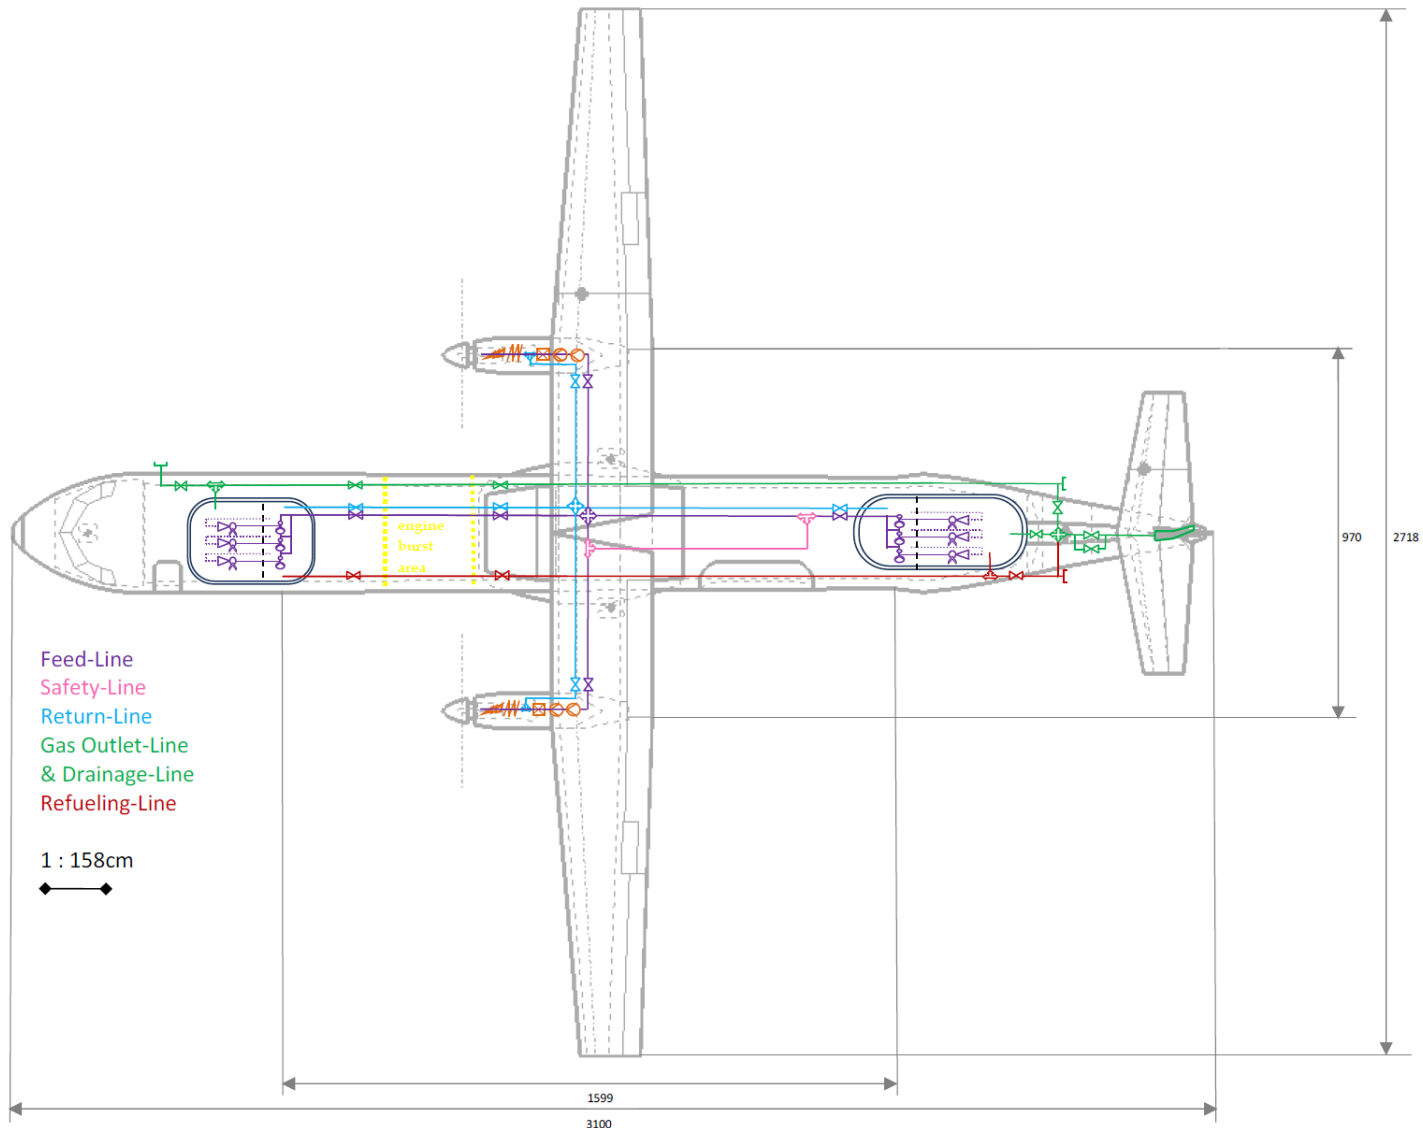 engine
burst
area
970
2718
Feed-Line
Safety-Line
Return-Line
Gas Outlet-Line
& Drainage-Line
Refueling-Line
1 : 158cm
1599
3100